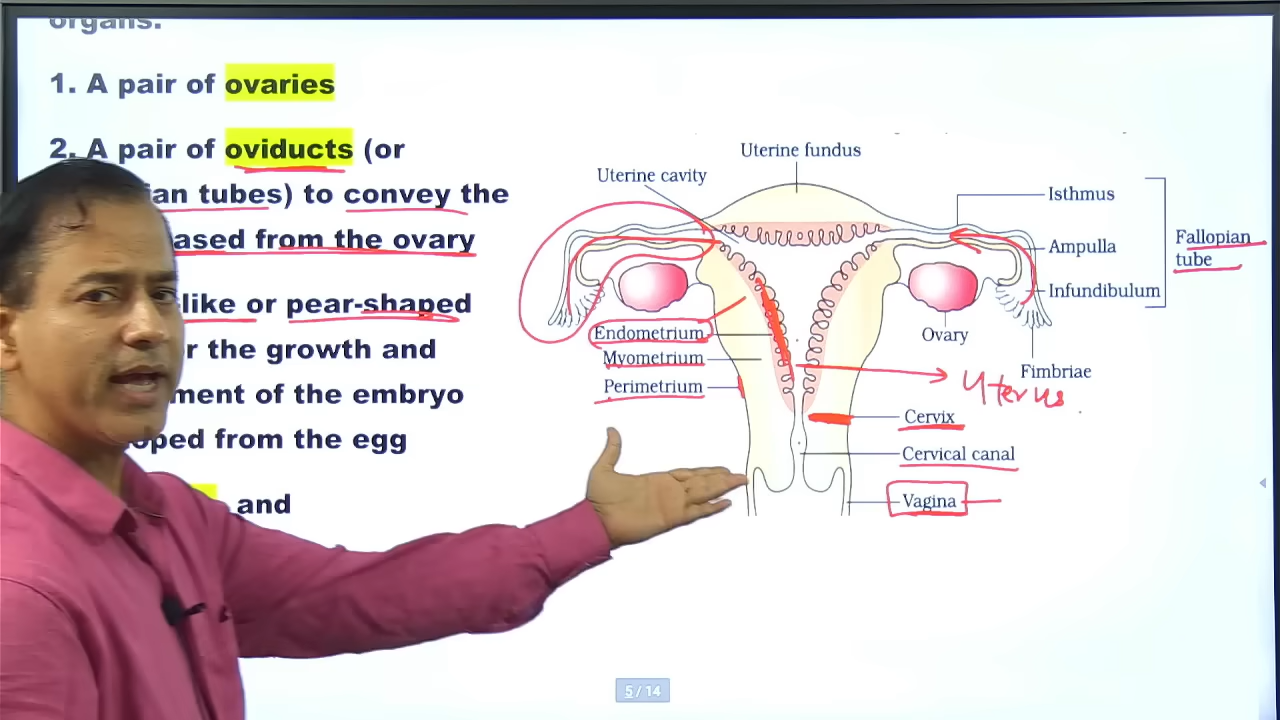 organs.
1. A pair of ovaries
2. A pair of oviducts (or
ian tubes) to convey the
ased from the ovary
like or pear-shaped
r the growth and
ment of the embryo
oped from the egg
and
Uterine fundus
Uterine cavity
Isthmus
Ampulla
Infundibulum
Fallopian
tube
Endometrium
Myometrium
Perimetrium
Ovary
Fimbriae
Uterus
Cervix
Cervical canal
Vagina
5 / 14